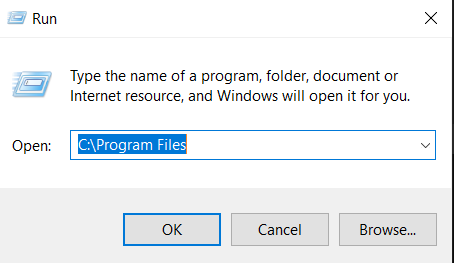 Run
Type the name of a program, folder, document or
Internet resource, and Windows will open it for you.
Open: C:\Program Files
OK Cancel Browse...